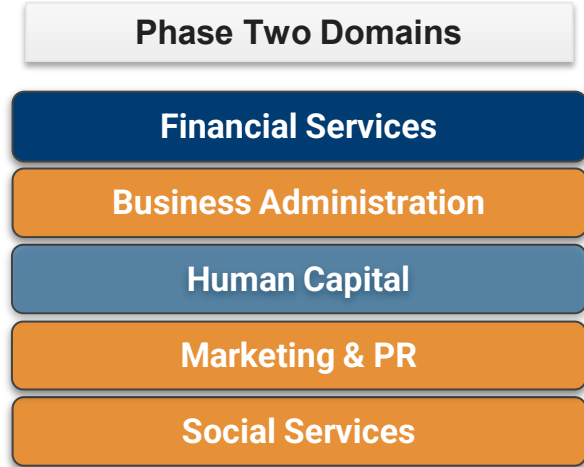 Phase Two Domains
Financial Services
Business Administration
Human Capital
Marketing & PR
Social Services